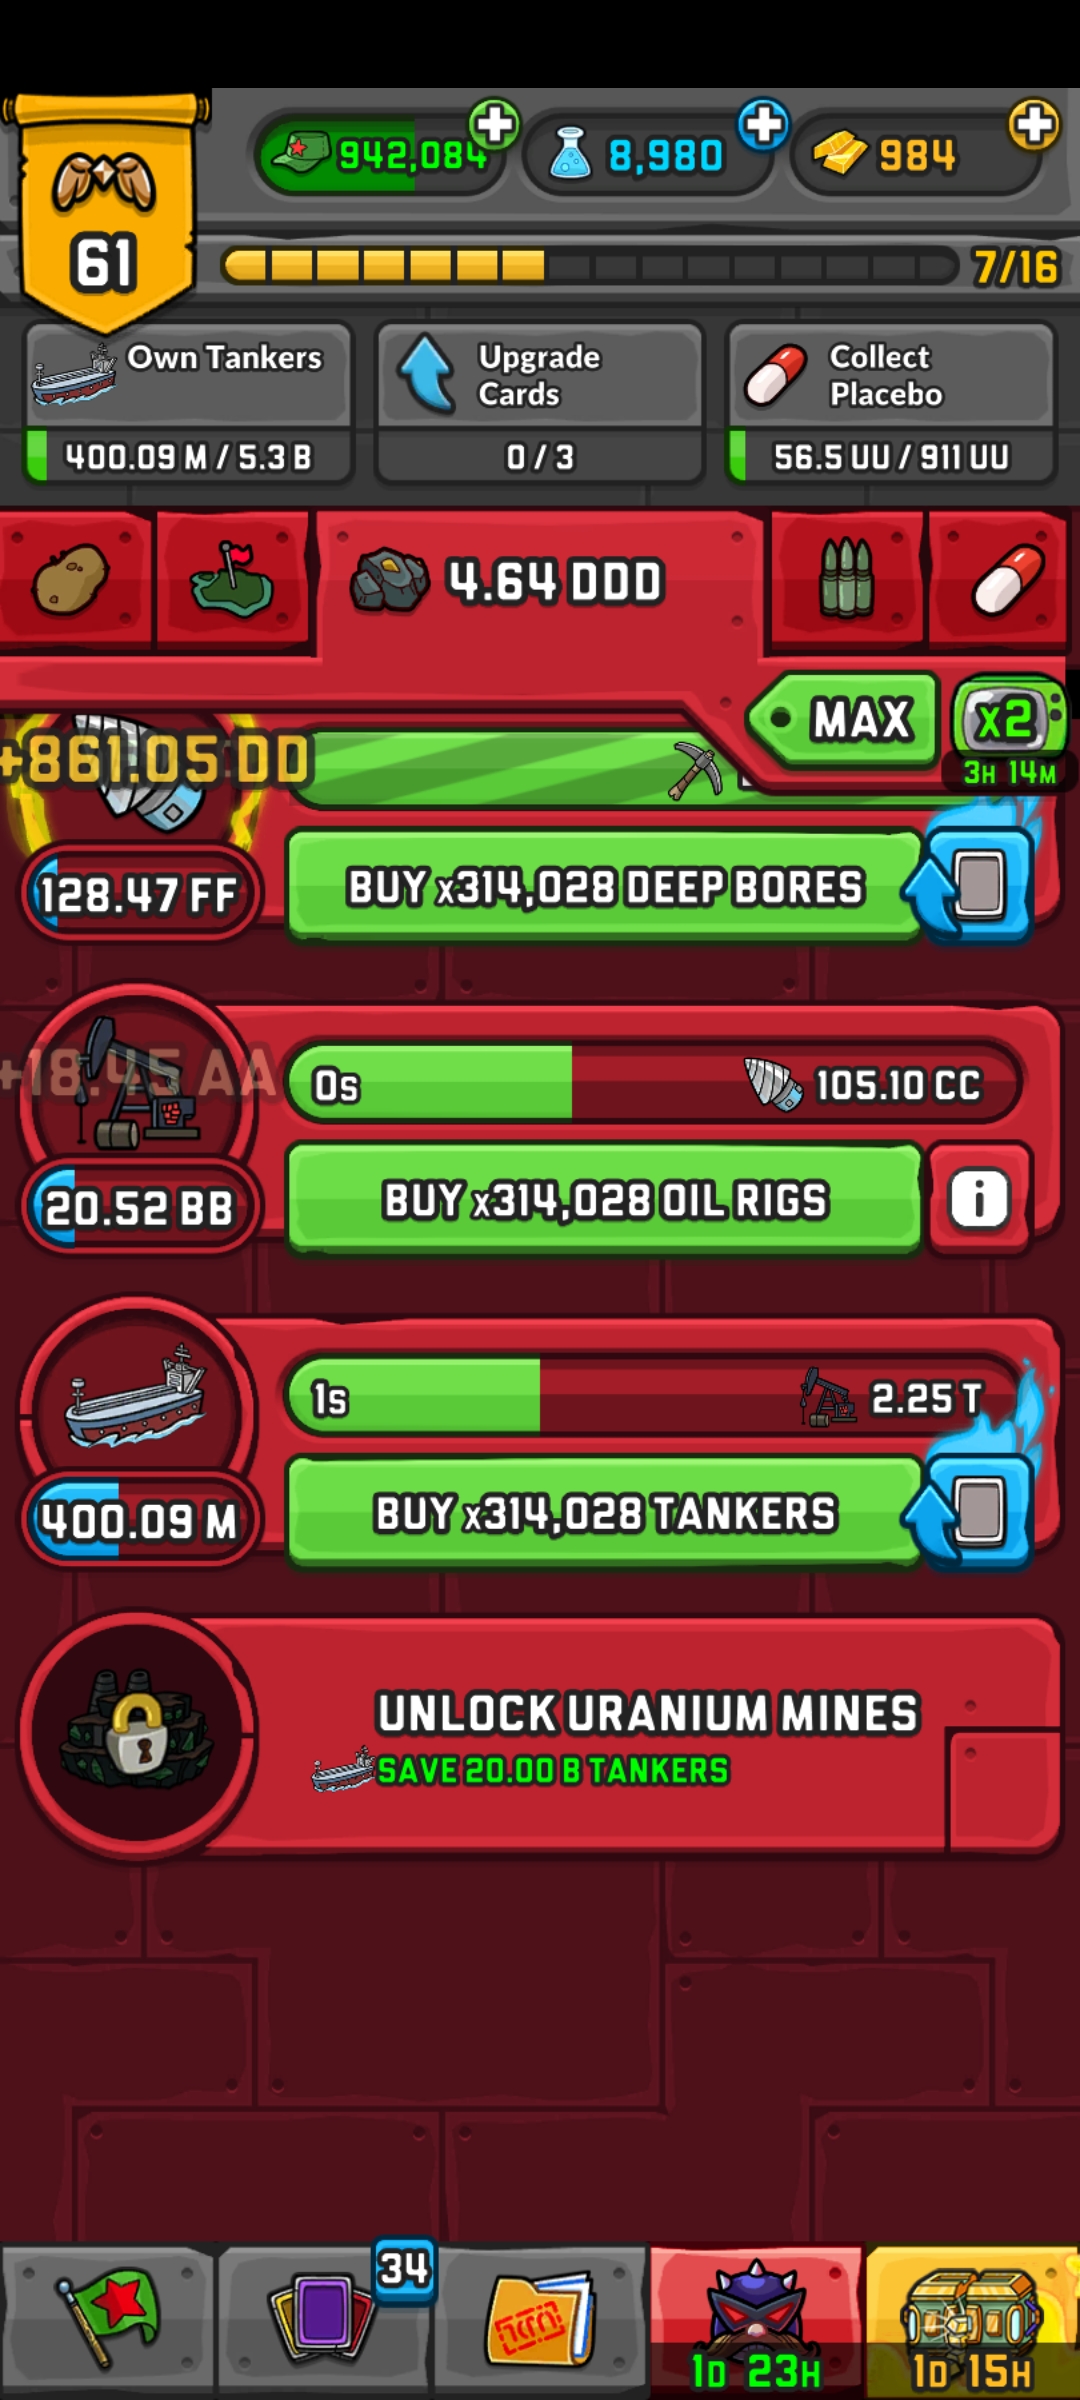 942,084
8,980
984
61
7/16
Own Tankers
400.09 M / 5.3 B
Upgrade
Cards
0 / 3
Collect
Placebo
56.5 UU / 911 UU
4.64 DDD
MAX
x2
3H 14M
+861.05 DD
128.47 FF
BUY x314,028 DEEP BORES
+18.45 AA
0s
105.10 CC
20.52 BB
BUY x314,028 OIL RIGS
i
1s
2.25 T
400.09 M
BUY x314,028 TANKERS
UNLOCK URANIUM MINES
SAVE 20.00 B TANKERS
34
1D 23H
1D 15H